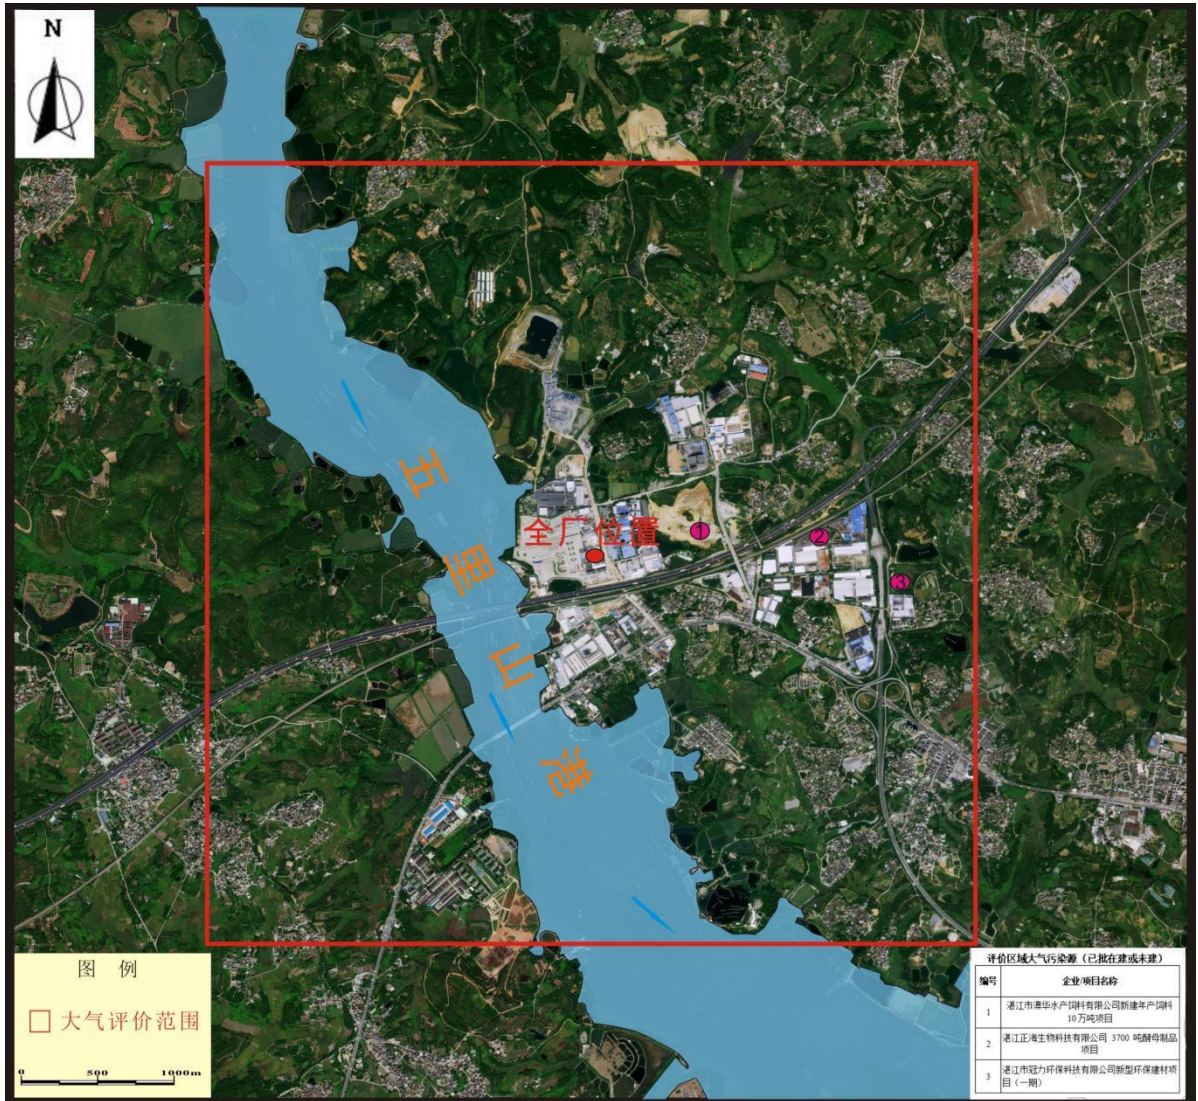 N
五
里
山
港
全厂位置
1
2
3
图 例
大气评价范围
0 500 1000m
评价区域大气污染源（已批在建或未建）
编号 企业/项目名称
1 湛江市澳华水产饲料有限公司新建年产饲料
10万吨项目
2 湛江正海生物科技有限公司 3700 吨酵母制品
项目
3 湛江市冠力环保科技有限公司新型环保建材项
目（一期）